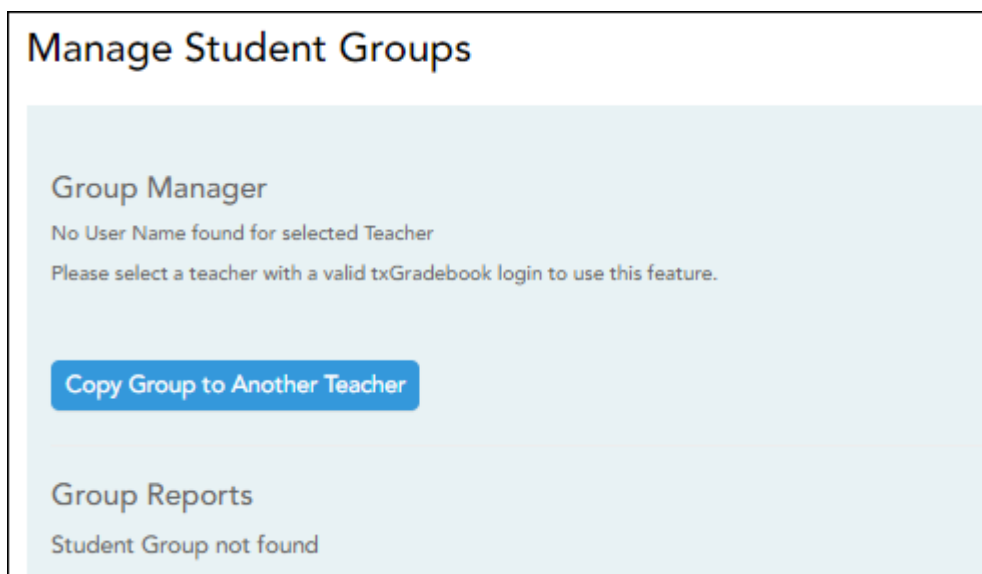 Manage Student Groups
Group Manager
No User Name found for selected Teacher
Please select a teacher with a valid txGradebook login to use this feature.
Copy Group to Another Teacher
Group Reports
Student Group not found